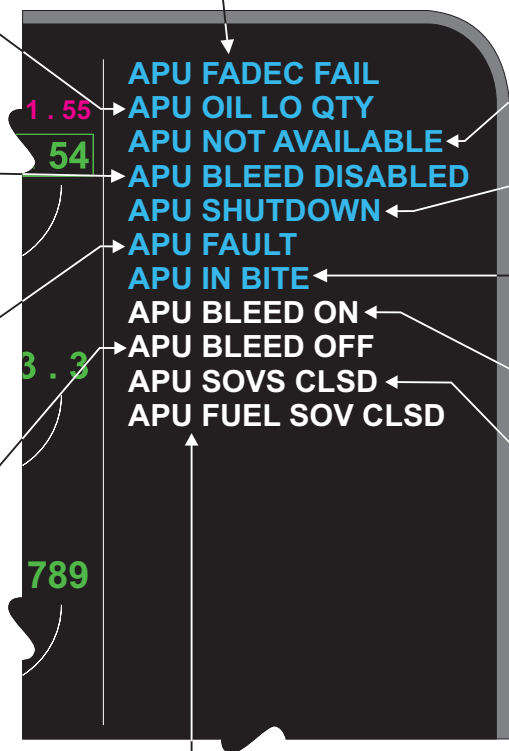 APU FADEC FAIL
1 . 55 APU OIL LO QTY
APU NOT AVAILABLE
54 APU BLEED DISABLED
APU SHUTDOWN
APU FAULT
APU IN BITE
APU BLEED ON
3 . 3 APU BLEED OFF
APU SOVS CLSD
APU FUEL SOV CLSD
789